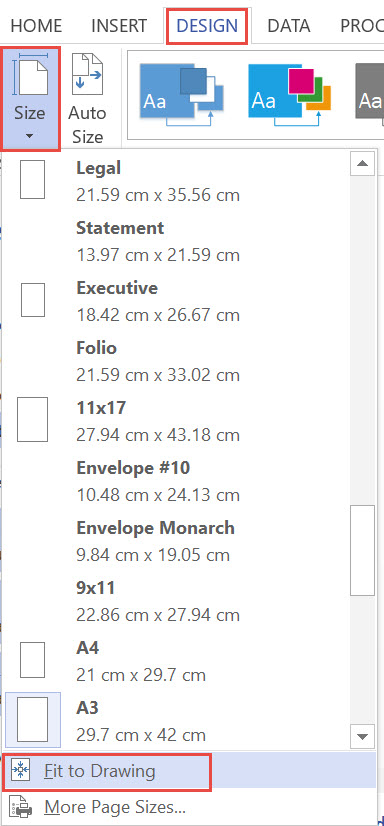 HOME INSERT DESIGN DATA PROC
Size Auto
Size
Aa Aa Aa
Legal
21.59 cm x 35.56 cm
Statement
13.97 cm x 21.59 cm
Executive
18.42 cm x 26.67 cm
Folio
21.59 cm x 33.02 cm
11x17
27.94 cm x 43.18 cm
Envelope #10
10.48 cm x 24.13 cm
Envelope Monarch
9.84 cm x 19.05 cm
9x11
22.86 cm x 27.94 cm
A4
21 cm x 29.7 cm
A3
29.7 cm x 42 cm
Fit to Drawing
More Page Sizes...